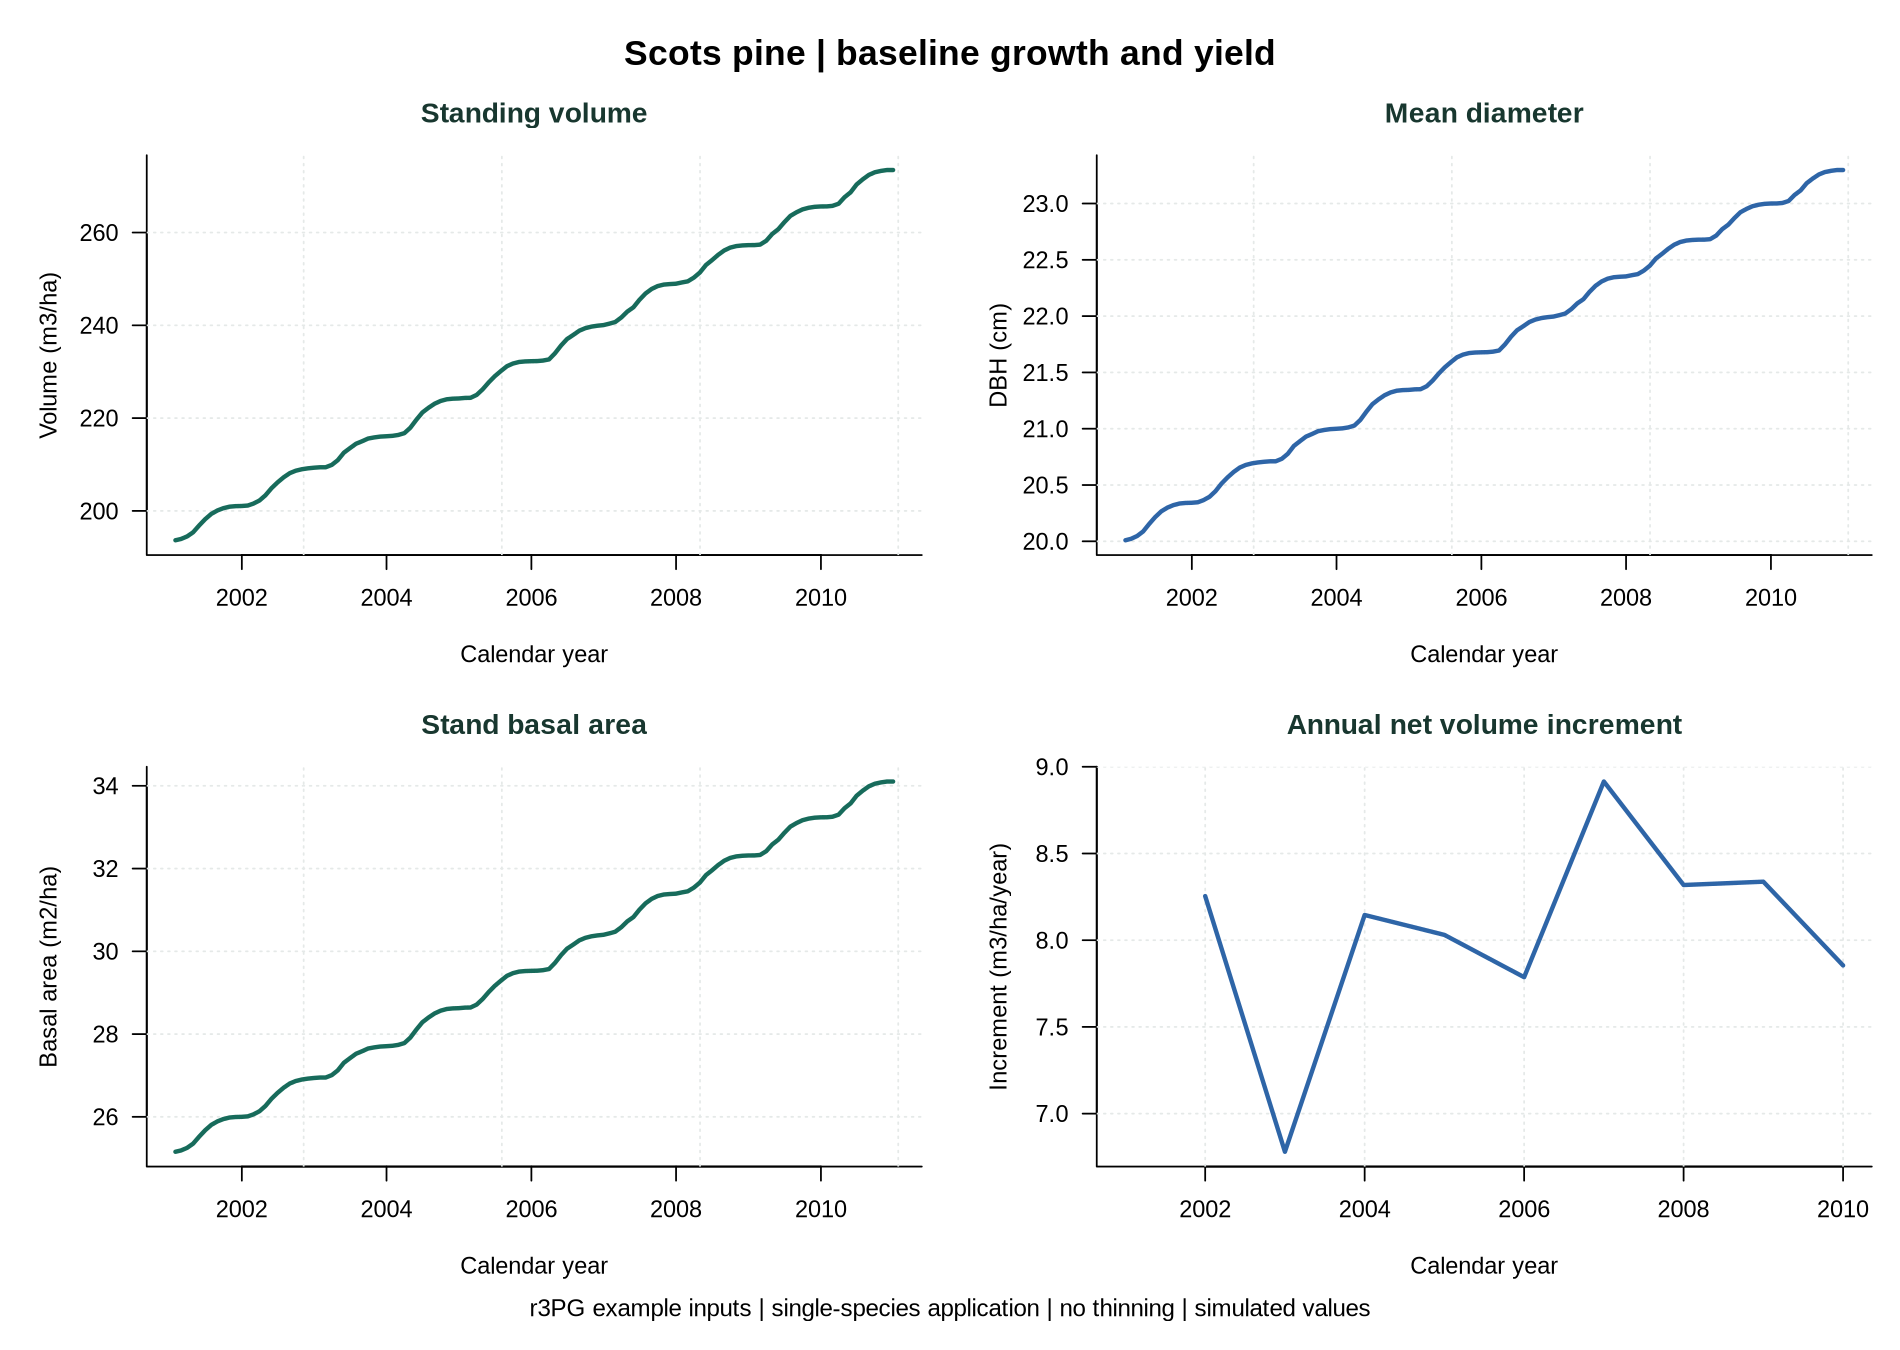 Scots pine | baseline growth and yield
Standing volume
Volume (m3/ha)
260
240
220
200
2002 2004 2006 2008 2010
Calendar year
Mean diameter
DBH (cm)
23.0
22.5
22.0
21.5
21.0
20.5
20.0
2002 2004 2006 2008 2010
Calendar year
Stand basal area
Basal area (m2/ha)
34
32
30
28
26
2002 2004 2006 2008 2010
Calendar year
Annual net volume increment
Increment (m3/ha/year)
9.0
8.5
8.0
7.5
7.0
2002 2004 2006 2008 2010
Calendar year
r3PG example inputs | single-species application | no thinning | simulated values